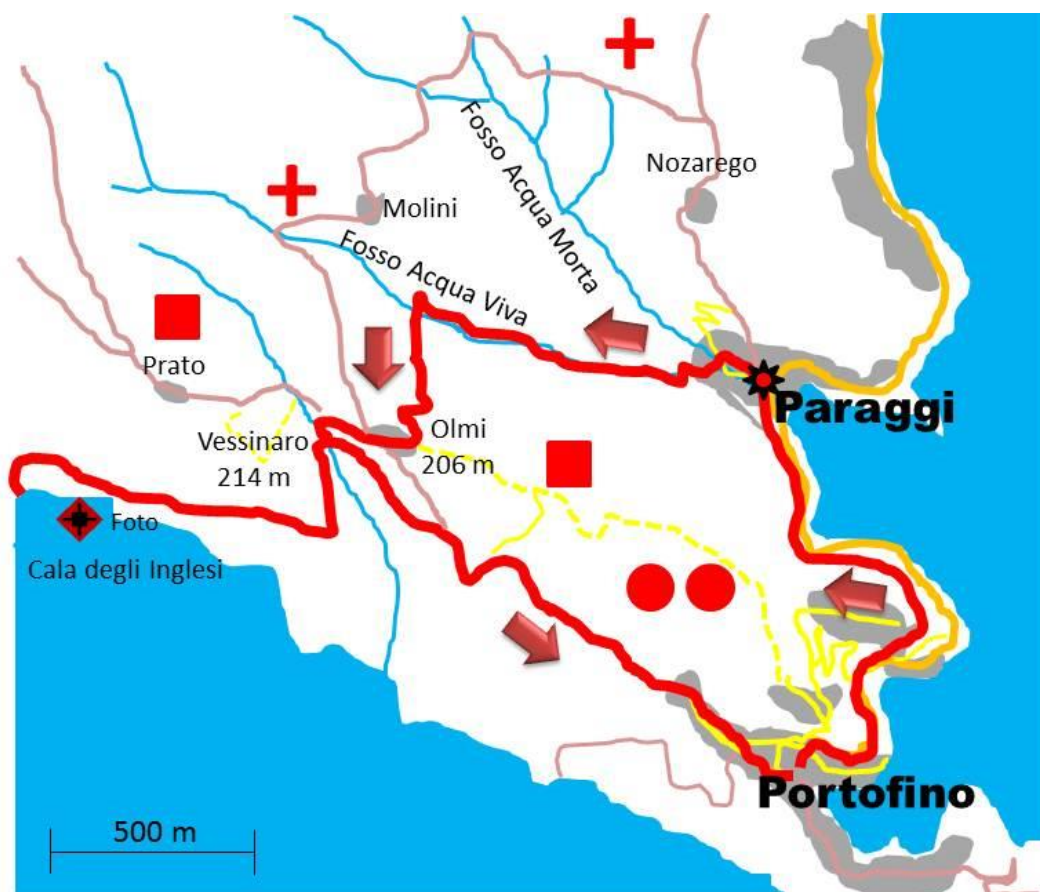 Fosso Acqua Morta
Nozarego
Molini
Fosso Acqua Viva
Prato
Paraggi
Vessinaro
214 m
Olmi
206 m
Foto
Cala degli Inglesi
Portofino
500 m